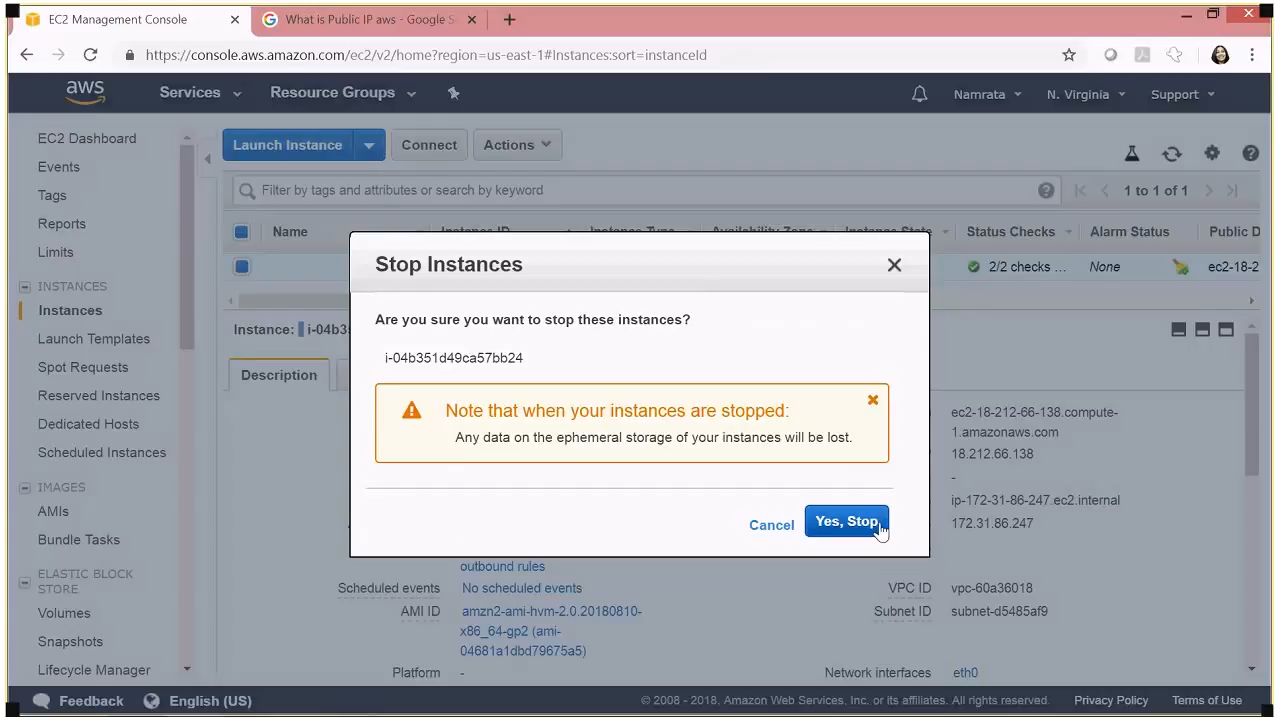 EC2 Management Console
What is Public IP aws - Google S
https://console.aws.amazon.com/ec2/v2/home?region=us-east-1#Instances:sort=instanceId
aws
Services
Resource Groups
Namrata
N. Virginia
Support
EC2 Dashboard
Events
Tags
Reports
Limits
INSTANCES
Instances
Launch Templates
Spot Requests
Reserved Instances
Dedicated Hosts
Scheduled Instances
IMAGES
AMIs
Bundle Tasks
ELASTIC BLOCK
STORE
Volumes
Snapshots
Lifecycle Manager
Launch Instance
Connect
Actions
Filter by tags and attributes or search by keyword
1 to 1 of 1
Name
Instance ID
Instance Type
Availability Zone
Instance State
Status Checks
Alarm Status
Public D
2/2 checks ...
None
ec2-18-2
Instance:
i-04b35
Description
Stop Instances
Are you sure you want to stop these instances?
i-04b351d49ca57bb24
Note that when your instances are stopped:
Any data on the ephemeral storage of your instances will be lost.
Cancel
Yes, Stop
ec2-18-212-66-138.compute-
1.amazonaws.com
18.212.66.138
-
ip-172-31-86-247.ec2.internal
172.31.86.247
outbound rules
Scheduled events
No scheduled events
VPC ID
vpc-60a36018
AMI ID
amzn2-ami-hvm-2.0.20180810-
x86_64-gp2 (ami-
04681a1dbd79675a5)
Subnet ID
subnet-d5485af9
Platform
-
Network interfaces
eth0
Feedback
English (US)
© 2008 - 2018, Amazon Web Services, Inc. or its affiliates. All rights reserved.
Privacy Policy
Terms of Use